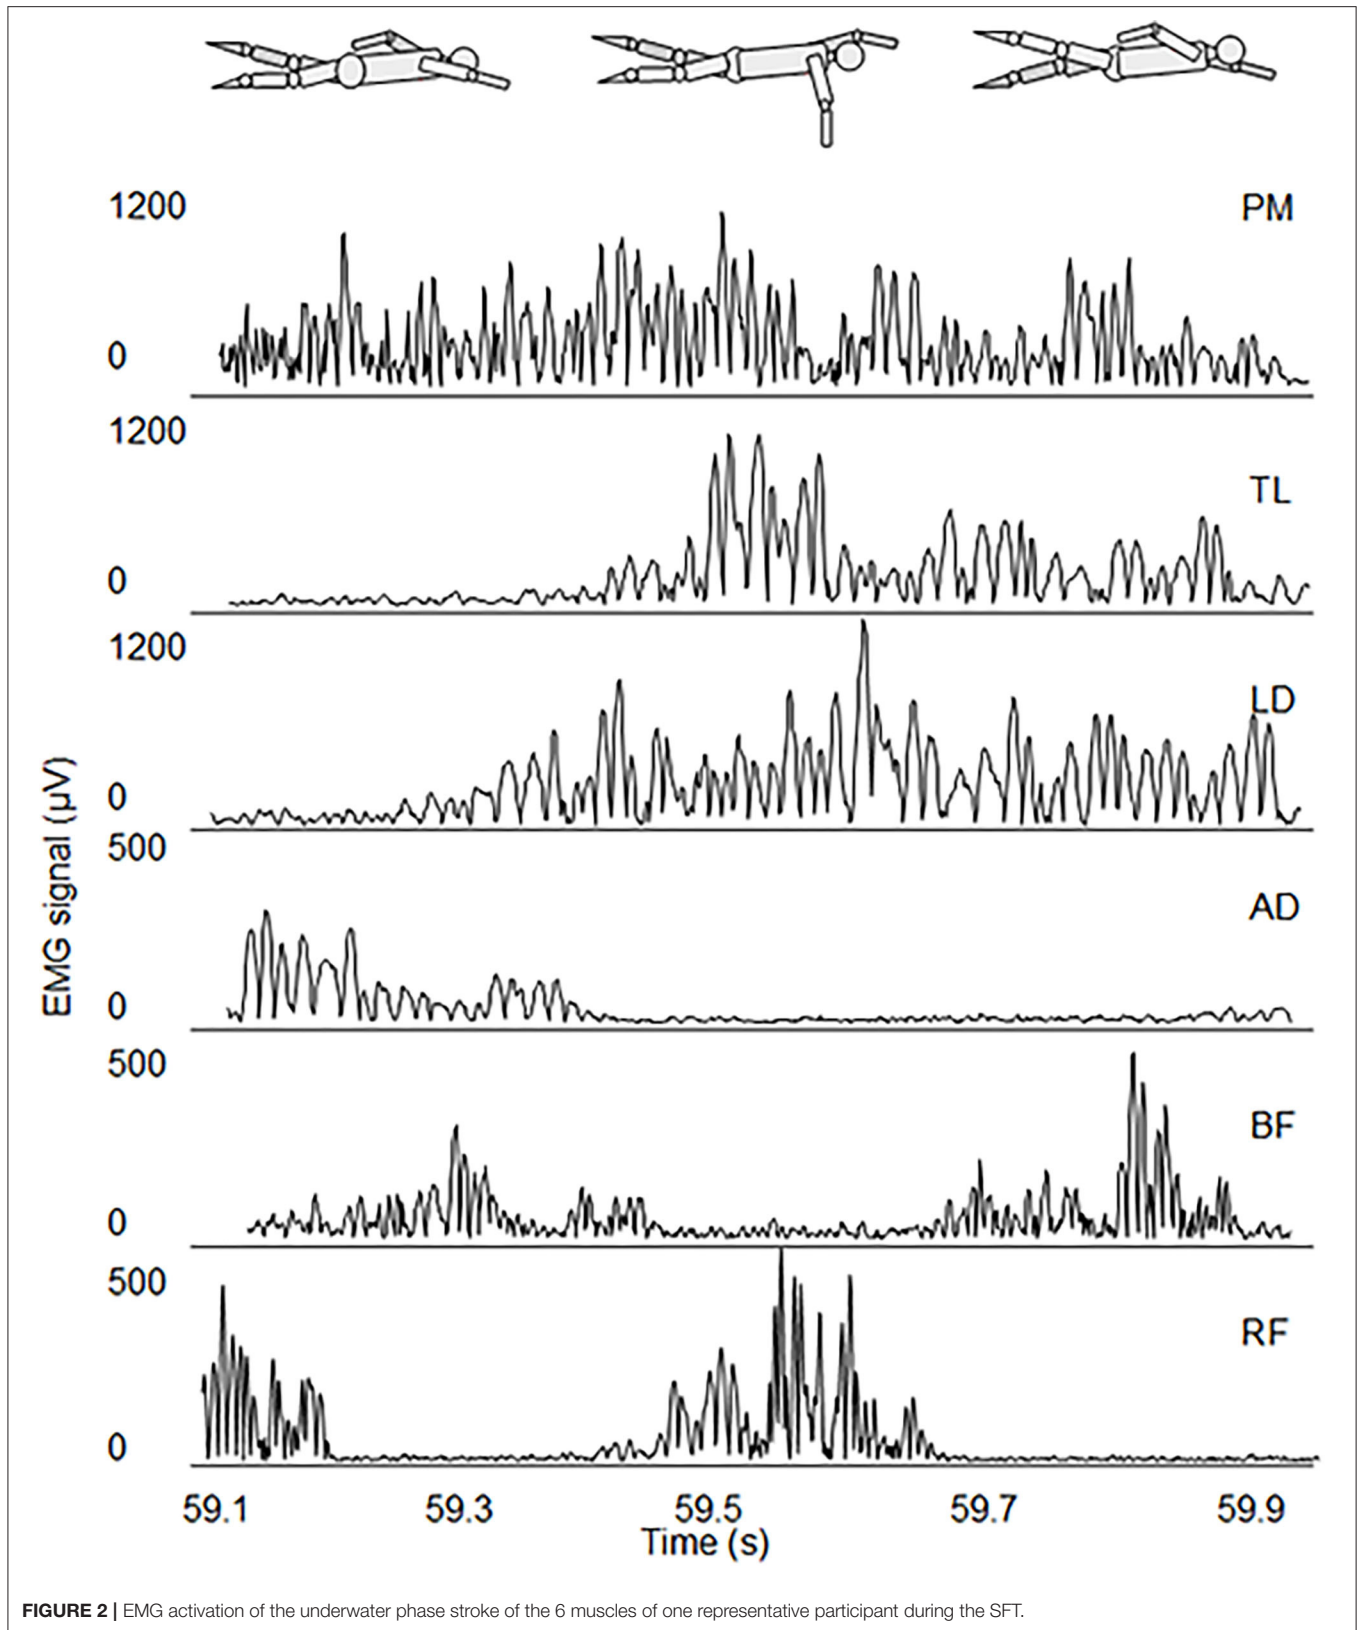 1200
PM
0
1200
TL
0
1200
LD
0
500
AD
0
500
BF
0
500
RF
0
EMG signal (μV)
59.1 59.3 59.5 59.7 59.9
Time (s)
FIGURE 2 | EMG activation of the underwater phase stroke of the 6 muscles of one representative participant during the SFT.